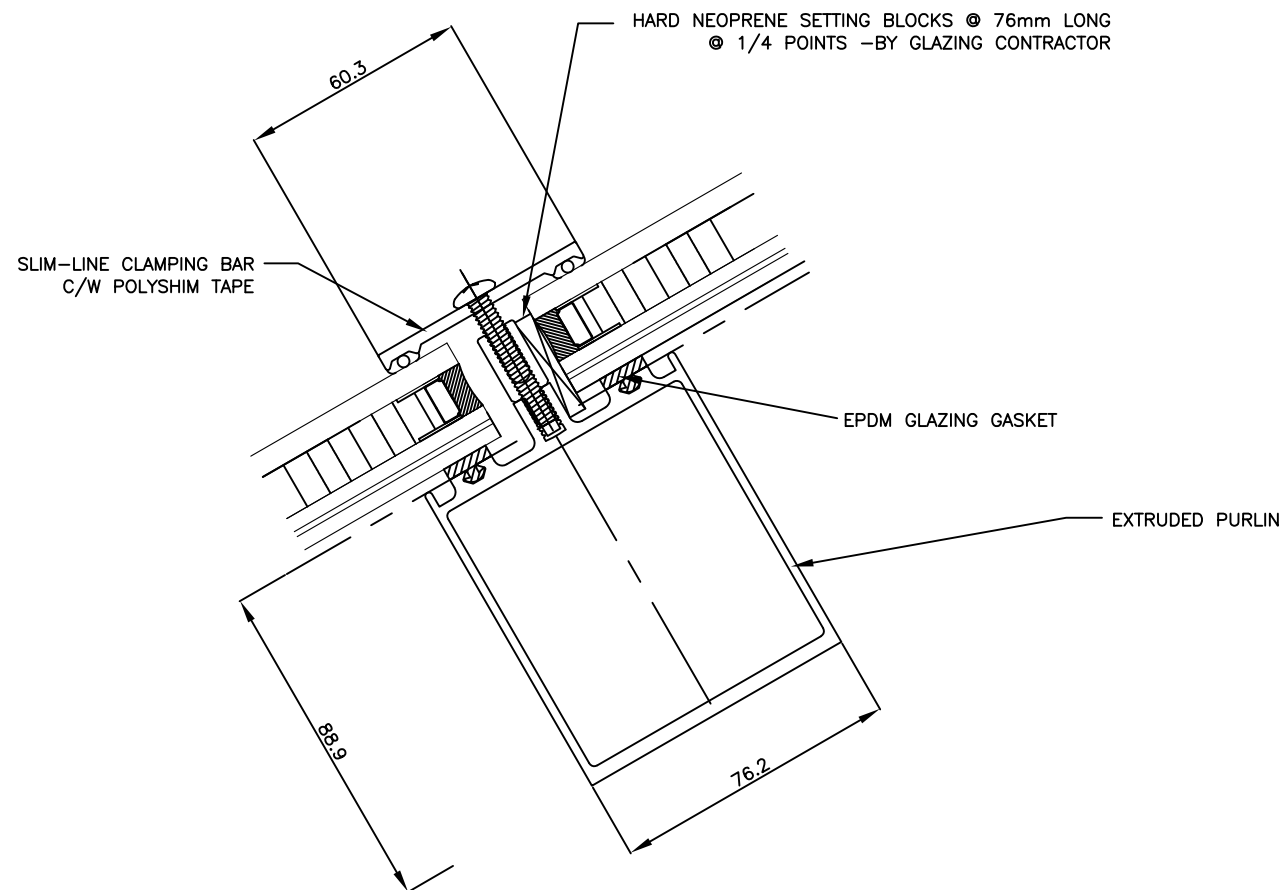 HARD NEOPRENE SETTING BLOCKS @ 76mm LONG
@ 1/4 POINTS -BY GLAZING CONTRACTOR
60.3
SLIM-LINE CLAMPING BAR
C/W POLYSHIM TAPE
EPDM GLAZING GASKET
EXTRUDED PURLIN
88.9
76.2